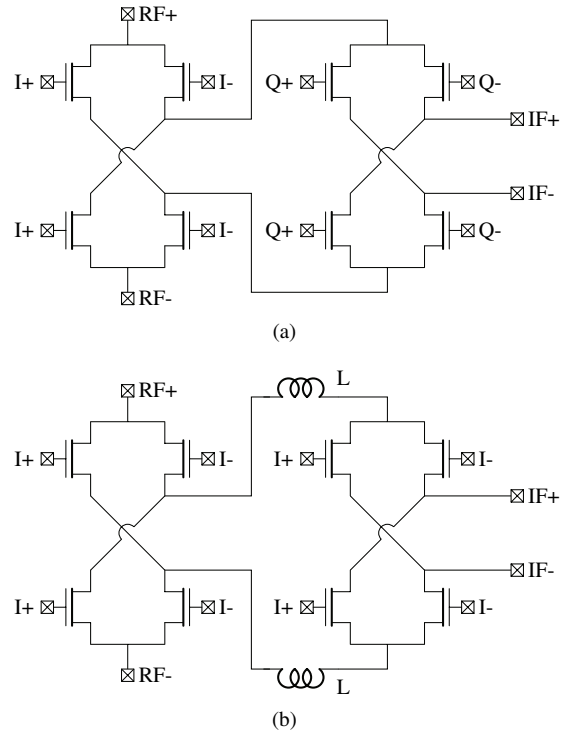 RF+
I+ I- Q+ Q-
IF+
IF-
I+ I- Q+ Q-
RF-
(a)
L
RF+
I+ I- I+ I-
IF+
IF-
I+ I- I+ I-
RF-
L
(b)